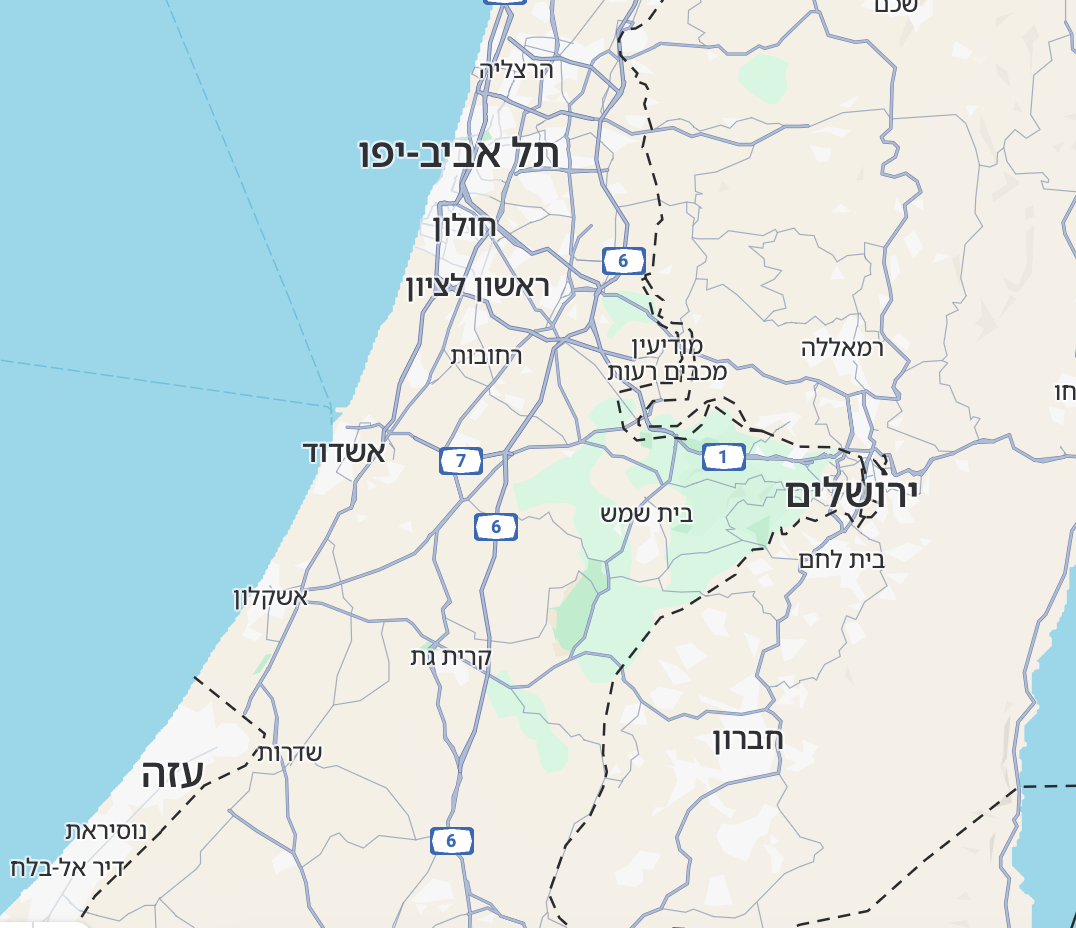 שכם
הרצליה
תל אביב-יפו
חולון
6
ראשון לציון
מודיעין
מכבים רעות
רחובות
רמאללה
אשדוד
7
1
ירושלים
6
בית שמש
בית לחם
אשקלון
קרית גת
חברון
שדרות
עזה
נוסיראת
6
דיר אל-בלח